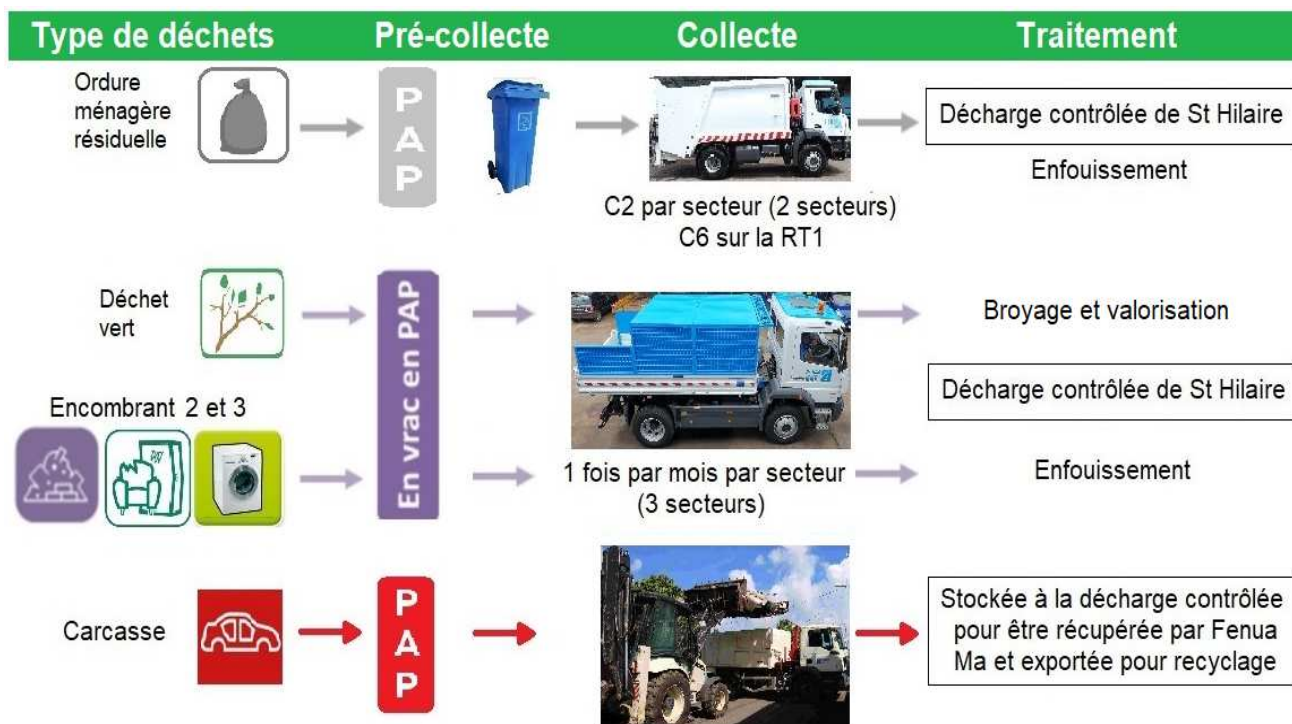 Type de déchets
Pré-collecte
Collecte
Traitement
Ordure
ménagère
résiduelle
P
A
P
C2 par secteur (2 secteurs)
C6 sur la RT1
Décharge contrôlée de St Hilaire
Enfouissement
Déchet
vert
En vrac en PAP
Broyage et valorisation
Encombrant 2 et 3
1 fois par mois par secteur
(3 secteurs)
Décharge contrôlée de St Hilaire
Enfouissement
Carcasse
P
A
P
Stockée à la décharge contrôlée
pour être récupérée par Fenua
Ma et exportée pour recyclage